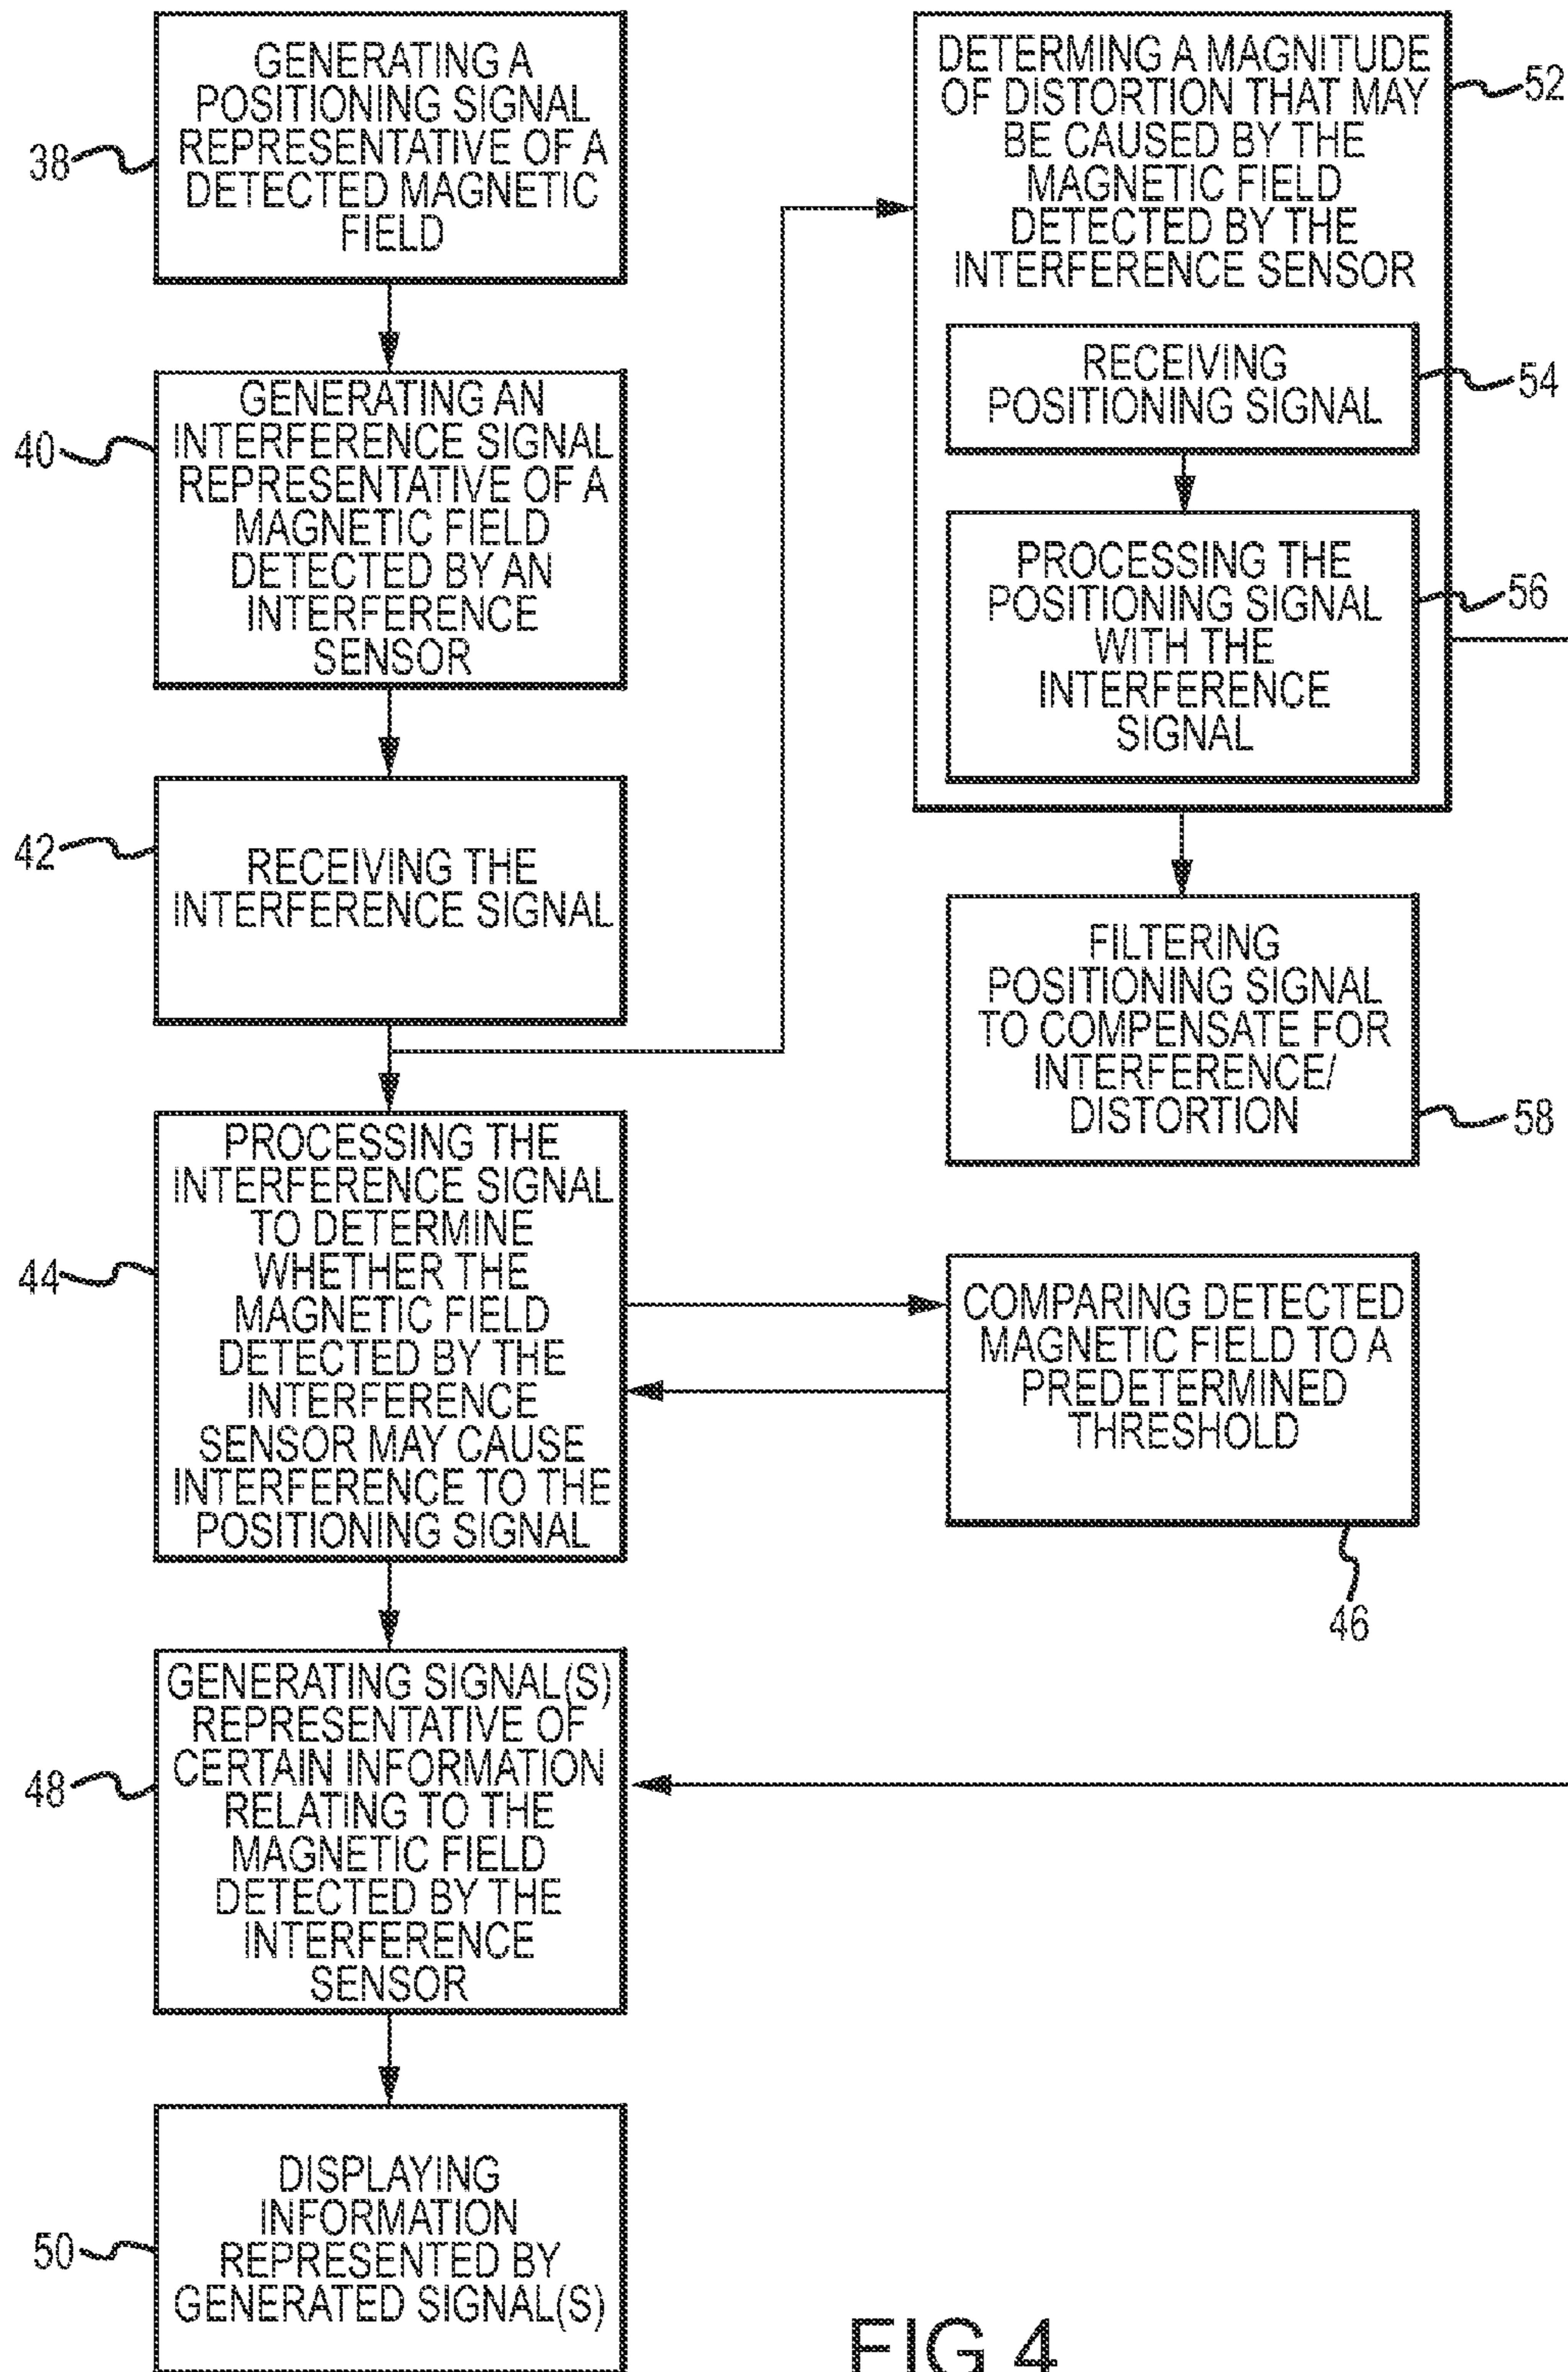 38
GENERATING A
POSITIONING SIGNAL
REPRESENTATIVE OF A
DETECTED MAGNETIC
FIELD
40
GENERATING AN
INTERFERENCE SIGNAL
REPRESENTATIVE OF A
MAGNETIC FIELD
DETECTED BY AN
INTERFERENCE
SENSOR
42
RECEIVING THE
INTERFERENCE SIGNAL
44
PROCESSING THE
INTERFERENCE SIGNAL
TO DETERMINE
WHETHER THE
MAGNETIC FIELD
DETECTED BY THE
INTERFERENCE
SENSOR MAY CAUSE
INTERFERENCE TO THE
POSITIONING SIGNAL
48
GENERATING SIGNAL(S)
REPRESENTATIVE OF
CERTAIN INFORMATION
RELATING TO THE
MAGNETIC FIELD
DETECTED BY THE
INTERFERENCE
SENSOR
50
DISPLAYING
INFORMATION
REPRESENTED BY
GENERATED SIGNAL(S)
DETERMING A MAGNITUDE
OF DISTORTION THAT MAY
BE CAUSED BY THE
MAGNETIC FIELD
DETECTED BY THE
INTERFERENCE SENSOR
52
RECEIVING
POSITIONING SIGNAL
54
PROCESSING THE
POSITIONING SIGNAL
WITH THE
INTERFERENCE
SIGNAL
56
FILTERING
POSITIONING SIGNAL
TO COMPENSATE FOR
INTERFERENCE/
DISTORTION
58
COMPARING DETECTED
MAGNETIC FIELD TO A
PREDETERMINED
THRESHOLD
46
FIG 4